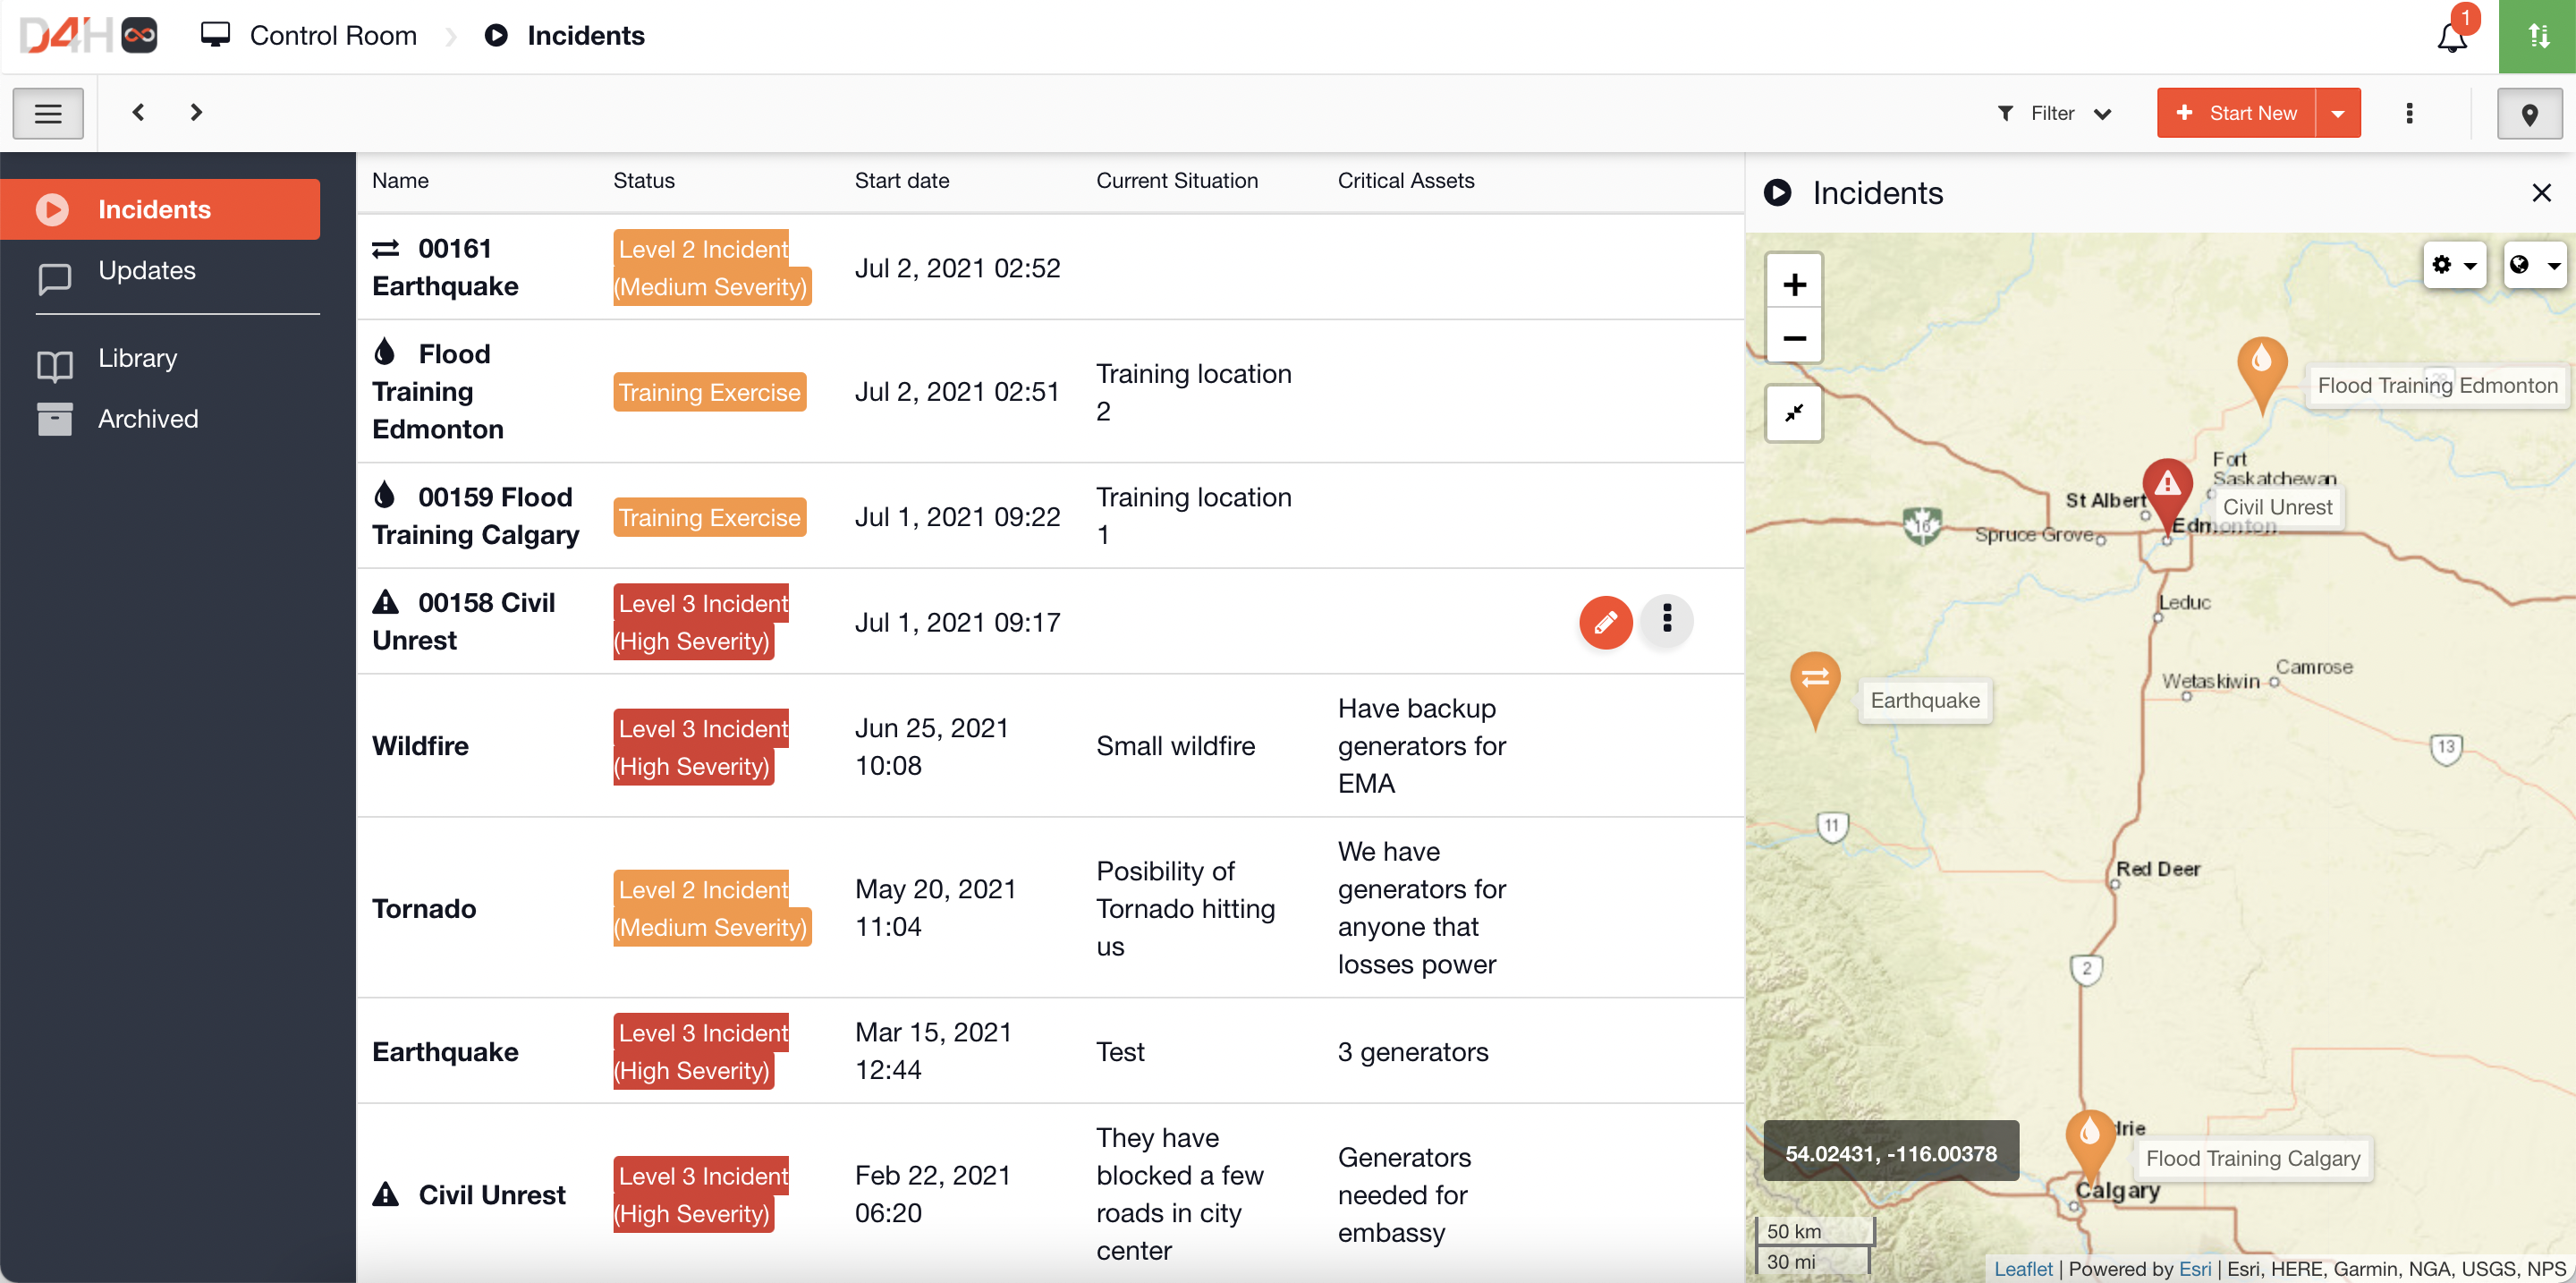 D4H
Control Room
Incidents
1
Filter
Start New
Incidents
Updates
Library
Archived
Name
Status
Start date
Current Situation
Critical Assets
00161
Earthquake
Level 2 Incident
(Medium Severity)
Jul 2, 2021 02:52
Flood
Training
Edmonton
Training Exercise
Jul 2, 2021 02:51
Training location
2
00159 Flood
Training Calgary
Training Exercise
Jul 1, 2021 09:22
Training location
1
00158 Civil
Unrest
Level 3 Incident
(High Severity)
Jul 1, 2021 09:17
Wildfire
Level 3 Incident
(High Severity)
Jun 25, 2021
10:08
Small wildfire
Have backup
generators for
EMA
Tornado
Level 2 Incident
(Medium Severity)
May 20, 2021
11:04
Posibility of
Tornado hitting
us
We have
generators for
anyone that
losses power
Earthquake
Level 3 Incident
(High Severity)
Mar 15, 2021
12:44
Test
3 generators
Civil Unrest
Level 3 Incident
(High Severity)
Feb 22, 2021
06:20
They have
blocked a few
roads in city
center
Generators
needed for
embassy
Incidents
+
−
Flood Training Edmonton
Fort
Saskatchewan
St Albert
Civil Unrest
16
Edmonton
Spruce Grove
Leduc
Camrose
Wetaskiwin
Earthquake
13
11
Red Deer
2
drie
54.02431, -116.00378
Flood Training Calgary
Calgary
50 km
30 mi
Leaflet | Powered by Esri | Esri, HERE, Garmin, NGA, USGS, NPS